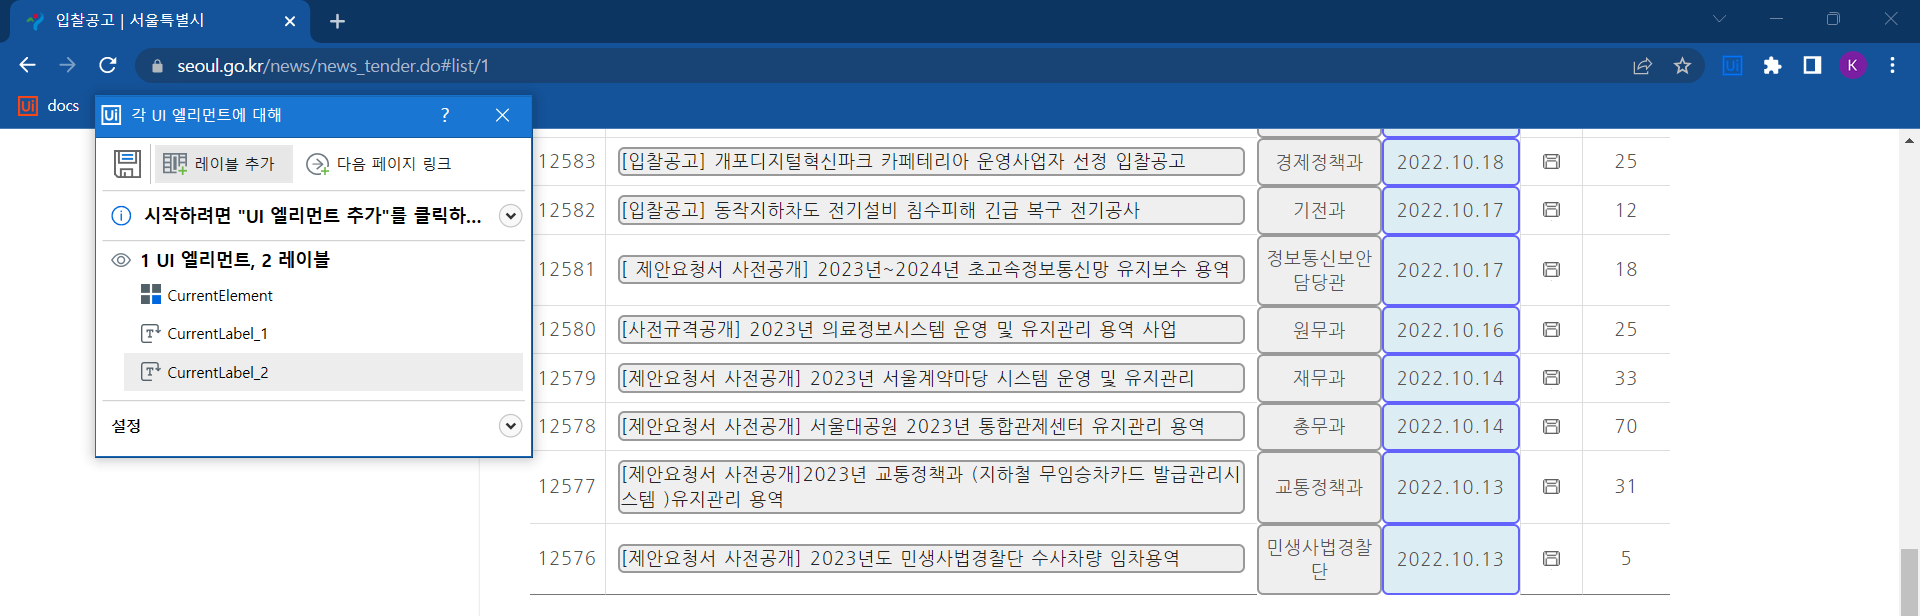 입찰공고 | 서울특별시
seoul.go.kr/news/news_tender.do#list/1
Ui
K
Ui docs
Ui 각 UI 엘리먼트에 대해 ?
레이블 추가 다음 페이지 링크
시작하려면 "UI 엘리먼트 추가"를 클릭하...
1 UI 엘리먼트, 2 레이블
CurrentElement
CurrentLabel_1
CurrentLabel_2
설정
12583 [입찰공고] 개포디지털혁신파크 카페테리아 운영사업자 선정 입찰공고 경제정책과 2022.10.18 25
12582 [입찰공고] 동작지하차도 전기설비 침수피해 긴급 복구 전기공사 기전과 2022.10.17 12
12581 [ 제안요청서 사전공개] 2023년~2024년 초고속정보통신망 유지보수 용역 정보통신보안 2022.10.17 18
담당관
12580 [사전규격공개] 2023년 의료정보시스템 운영 및 유지관리 용역 사업 원무과 2022.10.16 25
12579 [제안요청서 사전공개] 2023년 서울계약마당 시스템 운영 및 유지관리 재무과 2022.10.14 33
12578 [제안요청서 사전공개] 서울대공원 2023년 통합관제센터 유지관리 용역 총무과 2022.10.14 70
12577 [제안요청서 사전공개]2023년 교통정책과 (지하철 무임승차카드 발급관리시 교통정책과 2022.10.13 31
스템 )유지관리 용역
12576 [제안요청서 사전공개] 2023년도 민생사법경찰단 수사차량 임차용역 민생사법경찰 2022.10.13 5
단